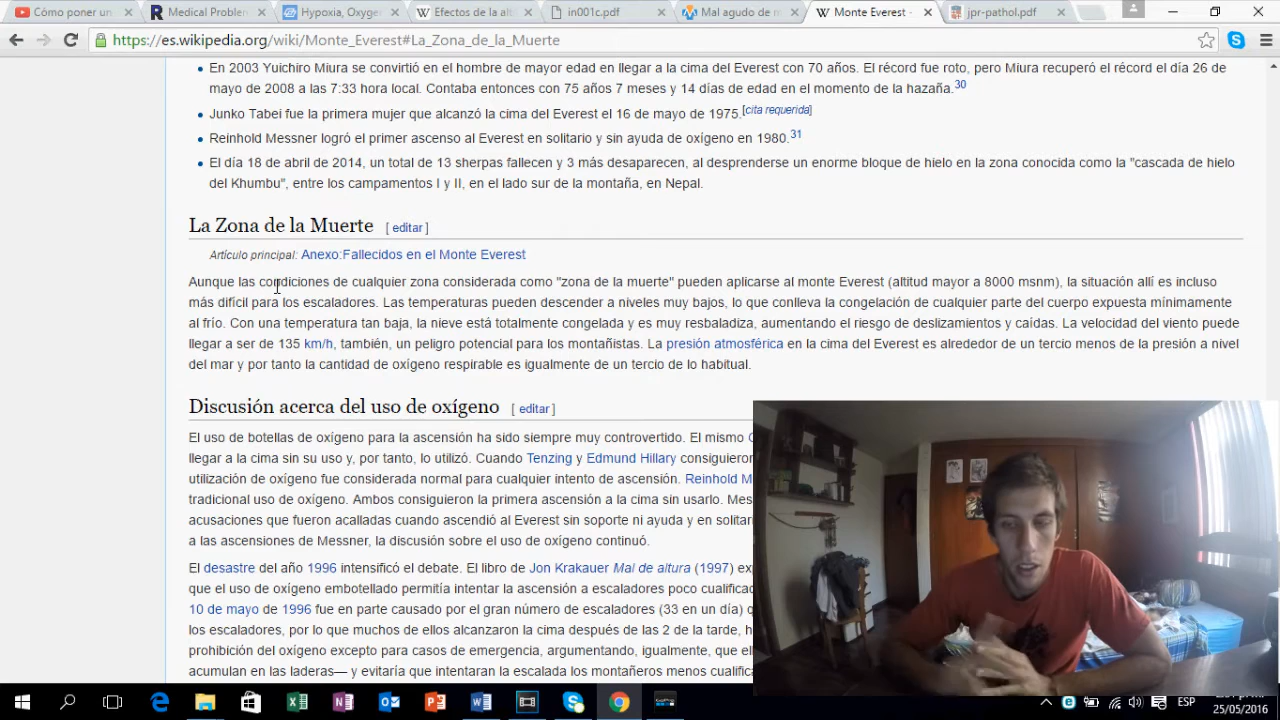 Cómo poner un
Medical Problem
Hypoxia, Oxyge
Efectos de la alt
in001c.pdf
Mal agudo de m
Monte Everest -
jpr-pathol.pdf
https://es.wikipedia.org/wiki/Monte_Everest#La_Zona_de_la_Muerte
En 2003 Yuichiro Miura se convirtió en el hombre de mayor edad en llegar a la cima del Everest con 70 años. El récord fue roto, pero Miura recuperó el récord el día 26 de
mayo de 2008 a las 7:33 hora local. Contaba entonces con 75 años 7 meses y 14 días de edad en el momento de la hazaña.30
Junko Tabei fue la primera mujer que alcanzó la cima del Everest el 16 de mayo de 1975.[cita requerida]
Reinhold Messner logró el primer ascenso al Everest en solitario y sin ayuda de oxígeno en 1980.31
El día 18 de abril de 2014, un total de 13 sherpas fallecen y 3 más desaparecen, al desprenderse un enorme bloque de hielo en la zona conocida como la "cascada de hielo
del Khumbu", entre los campamentos I y II, en el lado sur de la montaña, en Nepal.
La Zona de la Muerte [ editar ]
Artículo principal: Anexo:Fallecidos en el Monte Everest
Aunque las condiciones de cualquier zona considerada como "zona de la muerte" pueden aplicarse al monte Everest (altitud mayor a 8000 msnm), la situación allí es incluso
más difícil para los escaladores. Las temperaturas pueden descender a niveles muy bajos, lo que conlleva la congelación de cualquier parte del cuerpo expuesta mínimamente
al frío. Con una temperatura tan baja, la nieve está totalmente congelada y es muy resbaladiza, aumentando el riesgo de deslizamientos y caídas. La velocidad del viento puede
llegar a ser de 135 km/h, también, un peligro potencial para los montañistas. La presión atmosférica en la cima del Everest es alrededor de un tercio menos de la presión a nivel
del mar y por tanto la cantidad de oxígeno respirable es igualmente de un tercio de lo habitual.
Discusión acerca del uso de oxígeno [ editar ]
El uso de botellas de oxígeno para la ascensión ha sido siempre muy controvertido. El mismo
llegar a la cima sin su uso y, por tanto, lo utilizó. Cuando Tenzing y Edmund Hillary consiguieron
utilización de oxígeno fue considerada normal para cualquier intento de ascensión. Reinhold M
tradicional uso de oxígeno. Ambos consiguieron la primera ascensión a la cima sin usarlo. Mes
acusaciones que fueron acalladas cuando ascendió al Everest sin soporte ni ayuda y en solitar
a las ascensiones de Messner, la discusión sobre el uso de oxígeno continuó.
El desastre del año 1996 intensificó el debate. El libro de Jon Krakauer Mal de altura (1997) ex
que el uso de oxígeno embotellado permitía intentar la ascensión a escaladores poco cualificad
10 de mayo de 1996 fue en parte causado por el gran número de escaladores (33 en un día) q
los escaladores, por lo que muchos de ellos alcanzaron la cima después de las 2 de la tarde, h
prohibición del oxígeno excepto para casos de emergencia, argumentando, igualmente, que el
acumulan en las laderas— y evitaría que intentaran la escalada los montañeros menos cualifica
ESP
25/05/2016